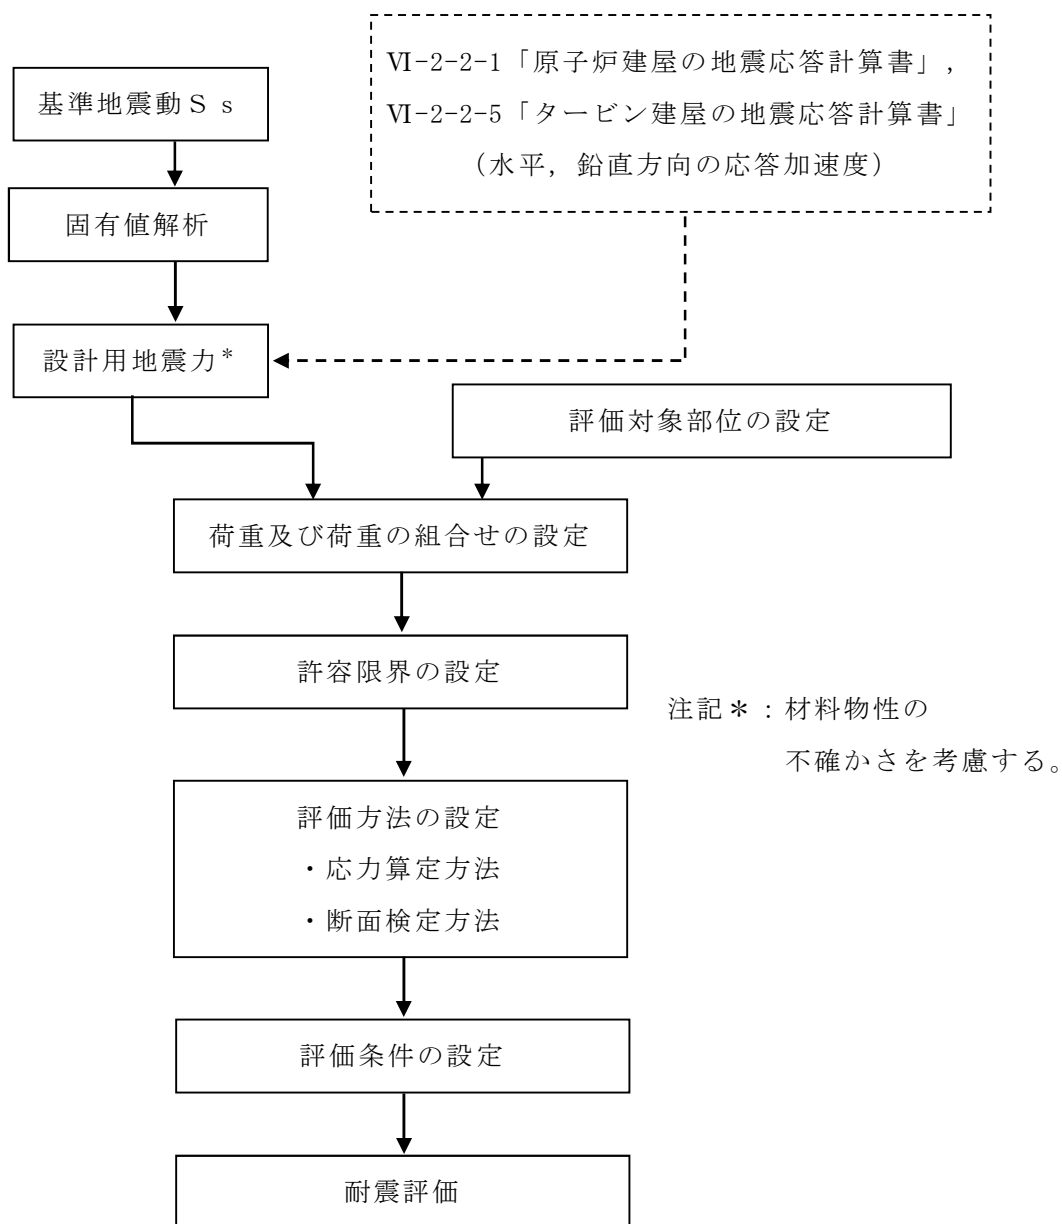 Ⅵ-2-2-1「原子炉建屋の地震応答計算書」，
Ⅵ-2-2-5「タービン建屋の地震応答計算書」
（水平，鉛直方向の応答加速度）
基準地震動Ｓｓ
固有値解析
設計用地震力*
評価対象部位の設定
荷重及び荷重の組合せの設定
許容限界の設定
注記＊：材料物性の
不確かさを考慮する。
評価方法の設定
・応力算定方法
・断面検定方法
評価条件の設定
耐震評価